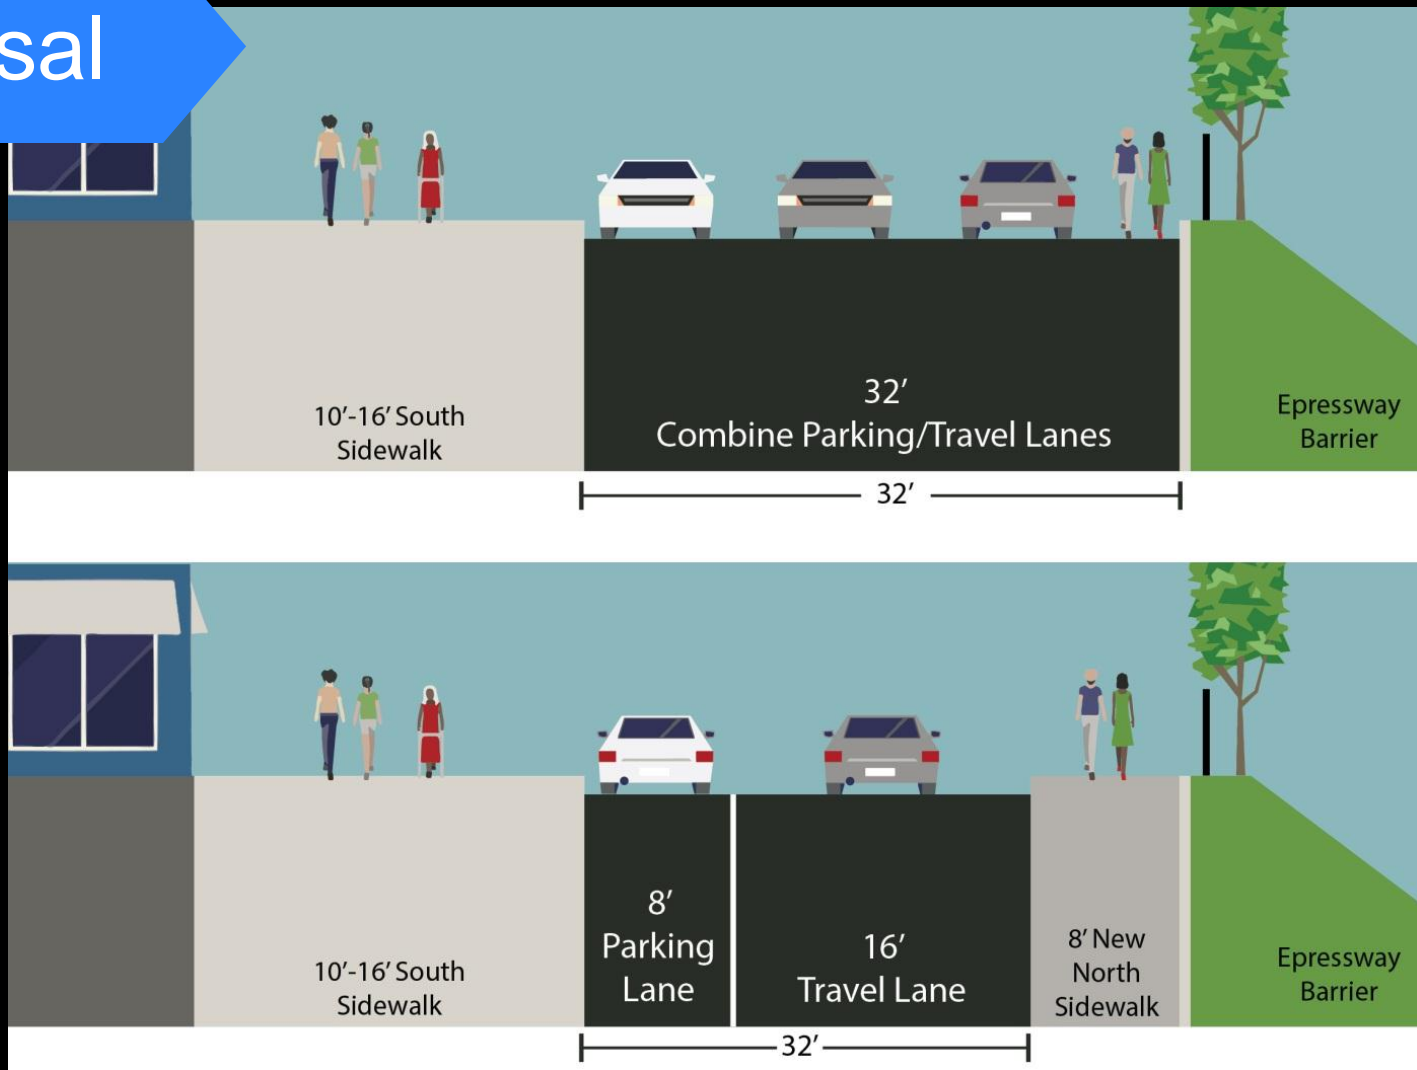 sal
32’
Combine Parking/Travel Lanes
10’-16’ South
Sidewalk
Epressway
Barrier
32’
8’
Parking
Lane
16’
Travel Lane
8’ New
North
Sidewalk
10’-16’ South
Sidewalk
Epressway
Barrier
32’